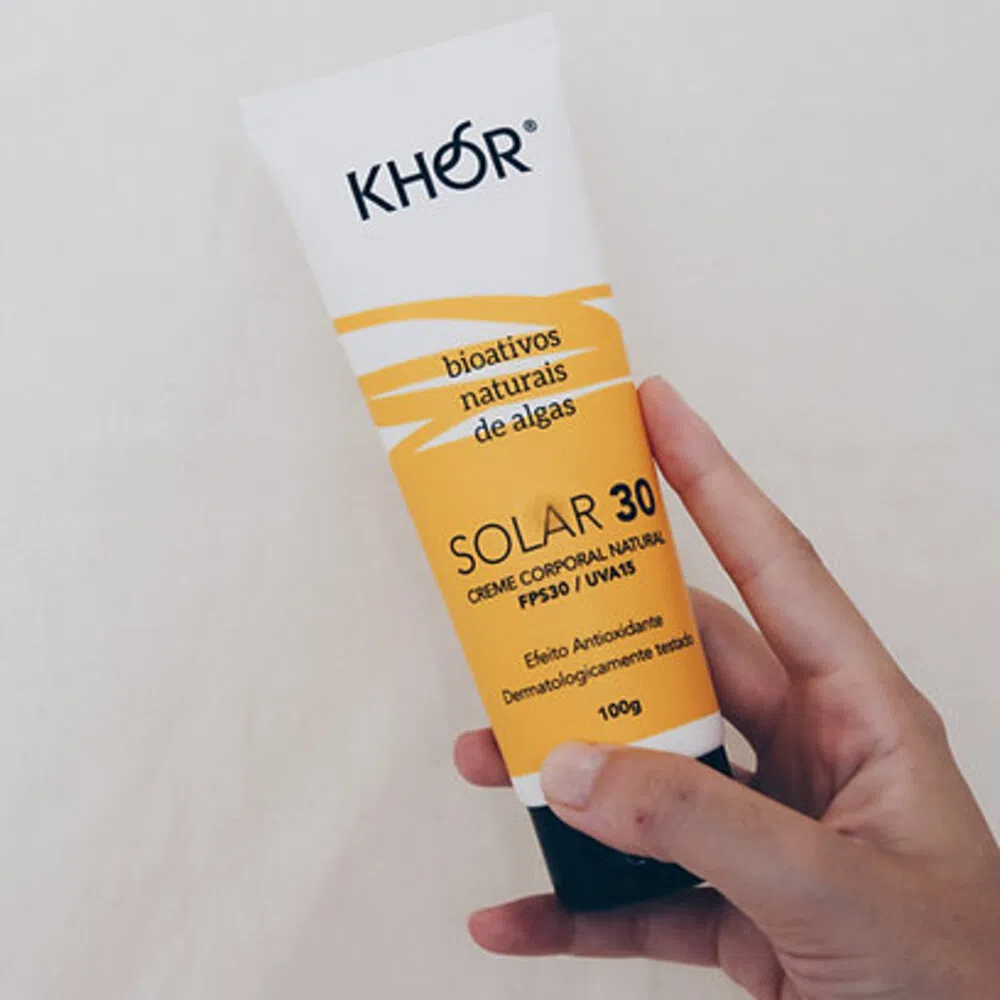 KHOR®
bioativos
naturais
de algas
SOLAR 30
CREME CORPORAL NATURAL
FPS30 / UVA15
Efeito Antioxidante
Dermatologicamente testado
100g